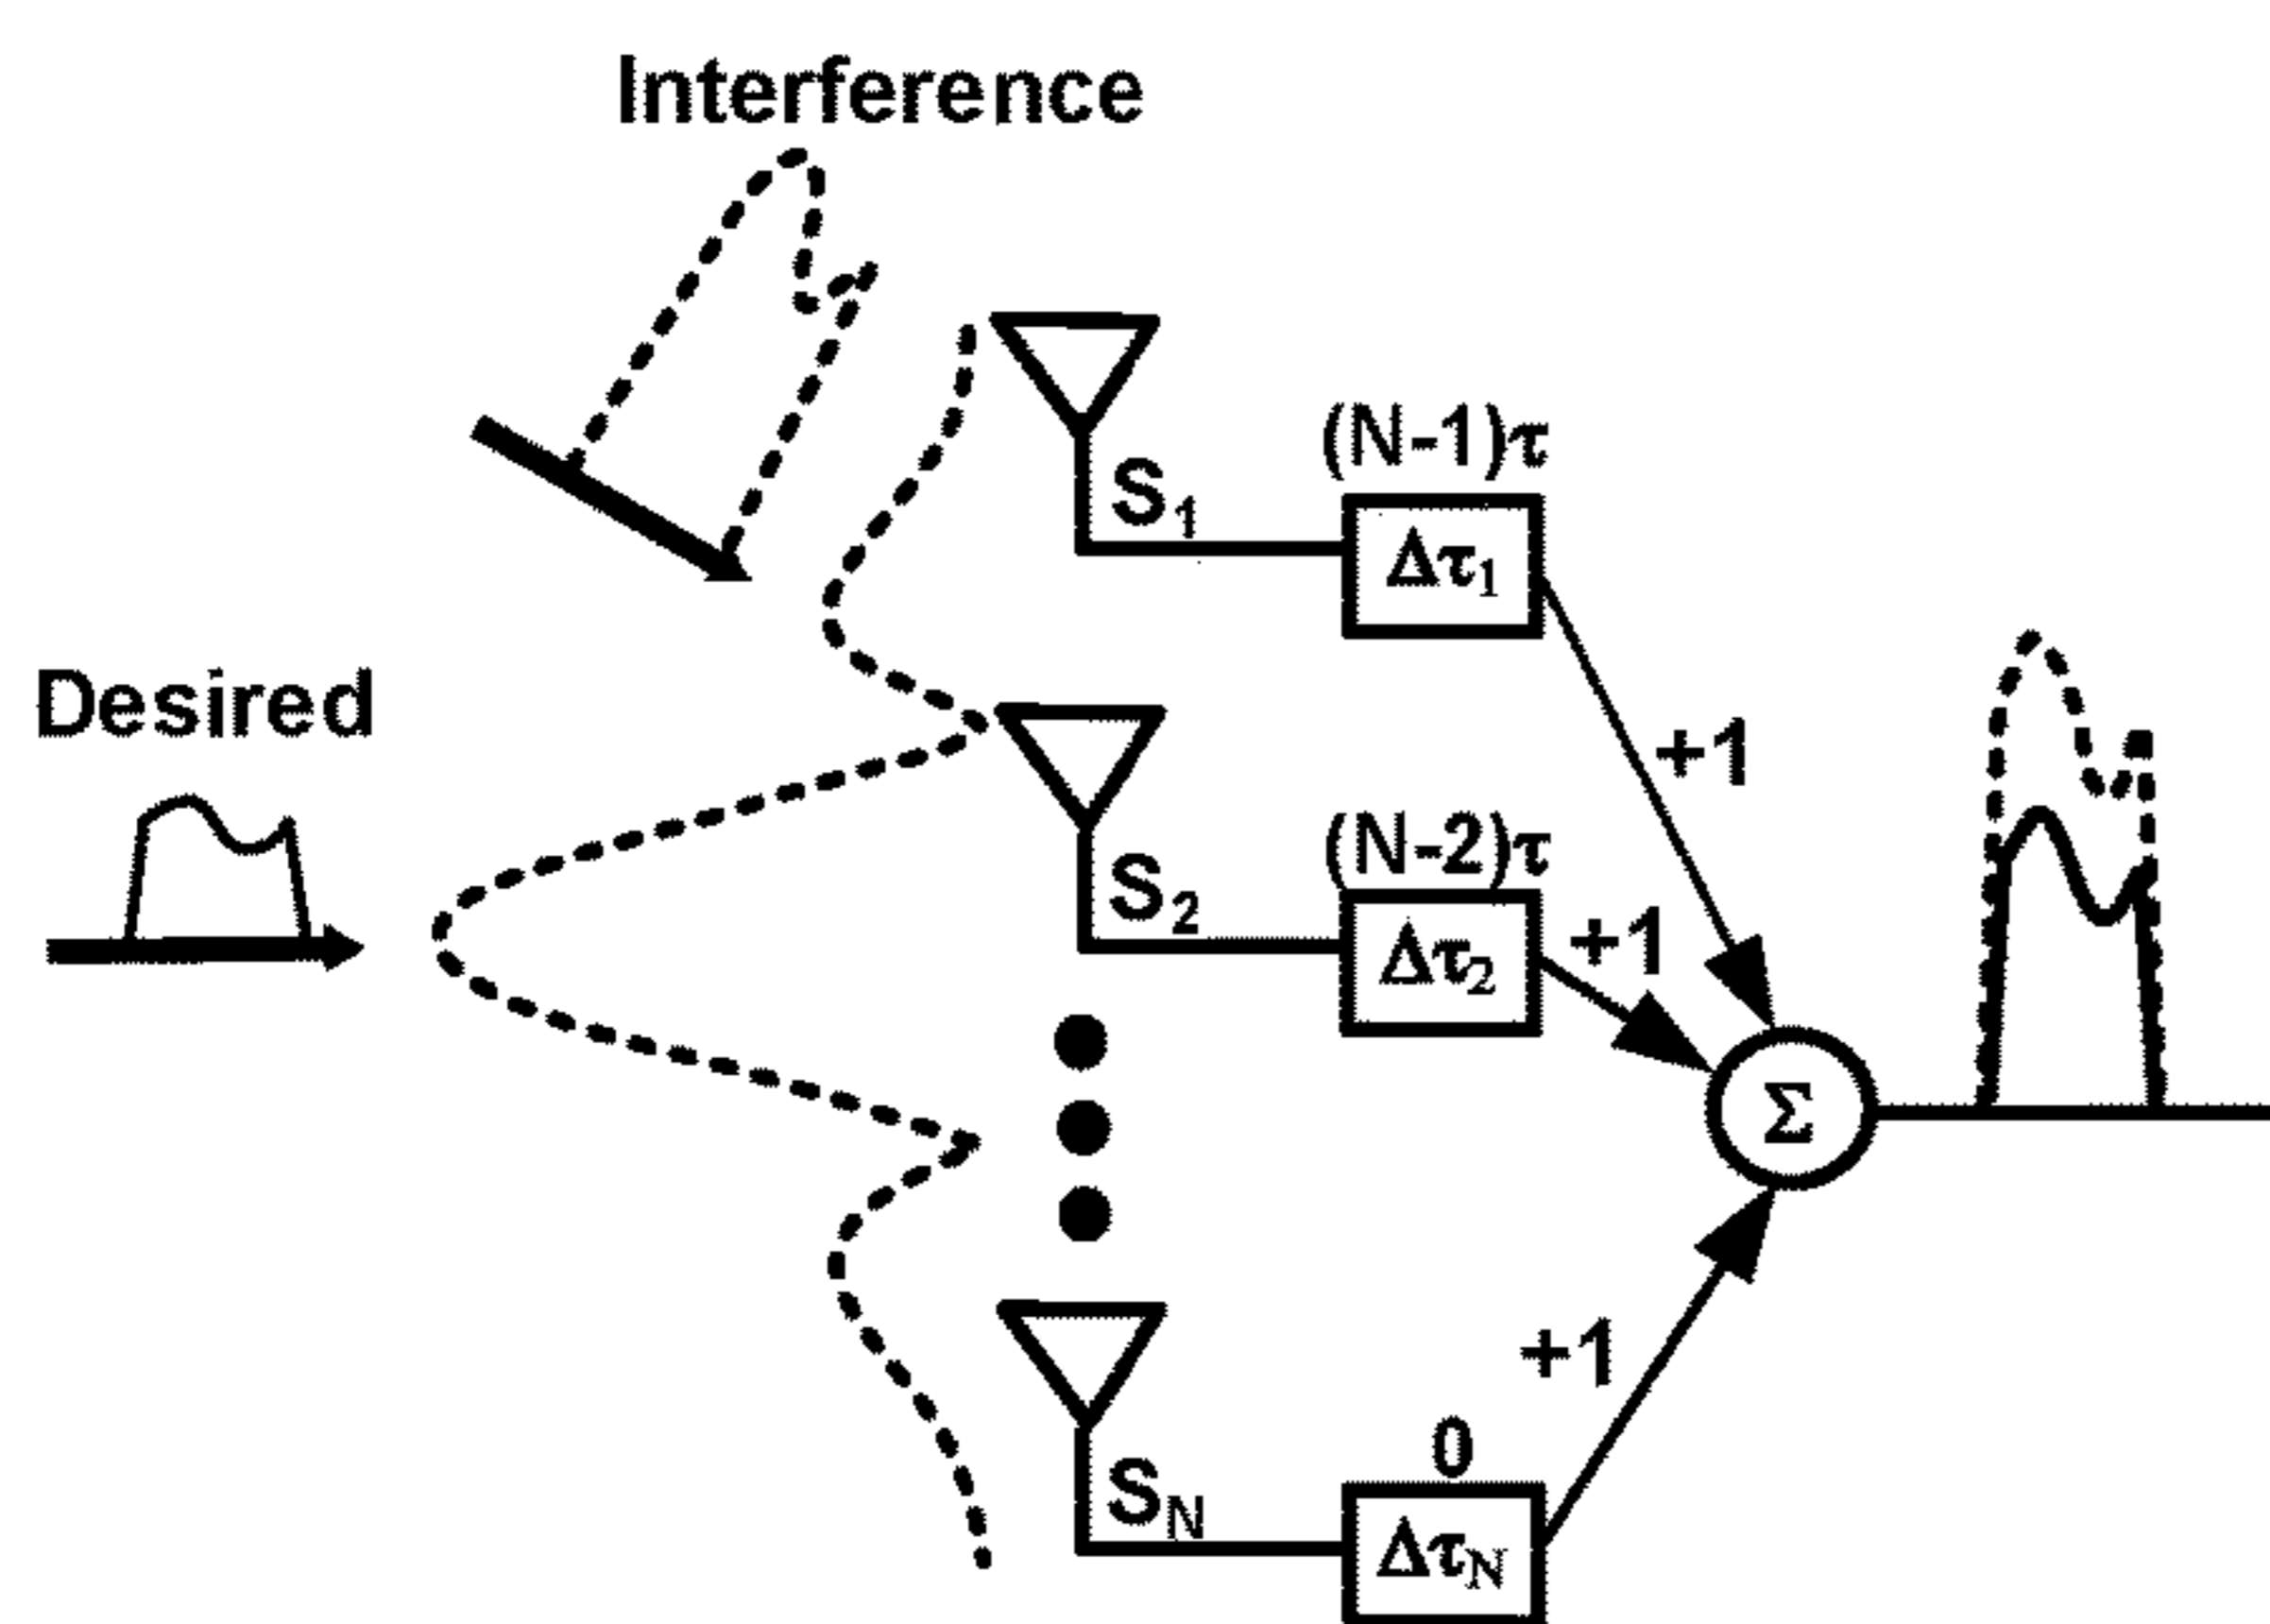 Interference
(N-1)τ
S1
Δτ1
Desired
+1
(N-2)τ
S2
+1
Δτ2
Σ
+1
0
SN
ΔτN